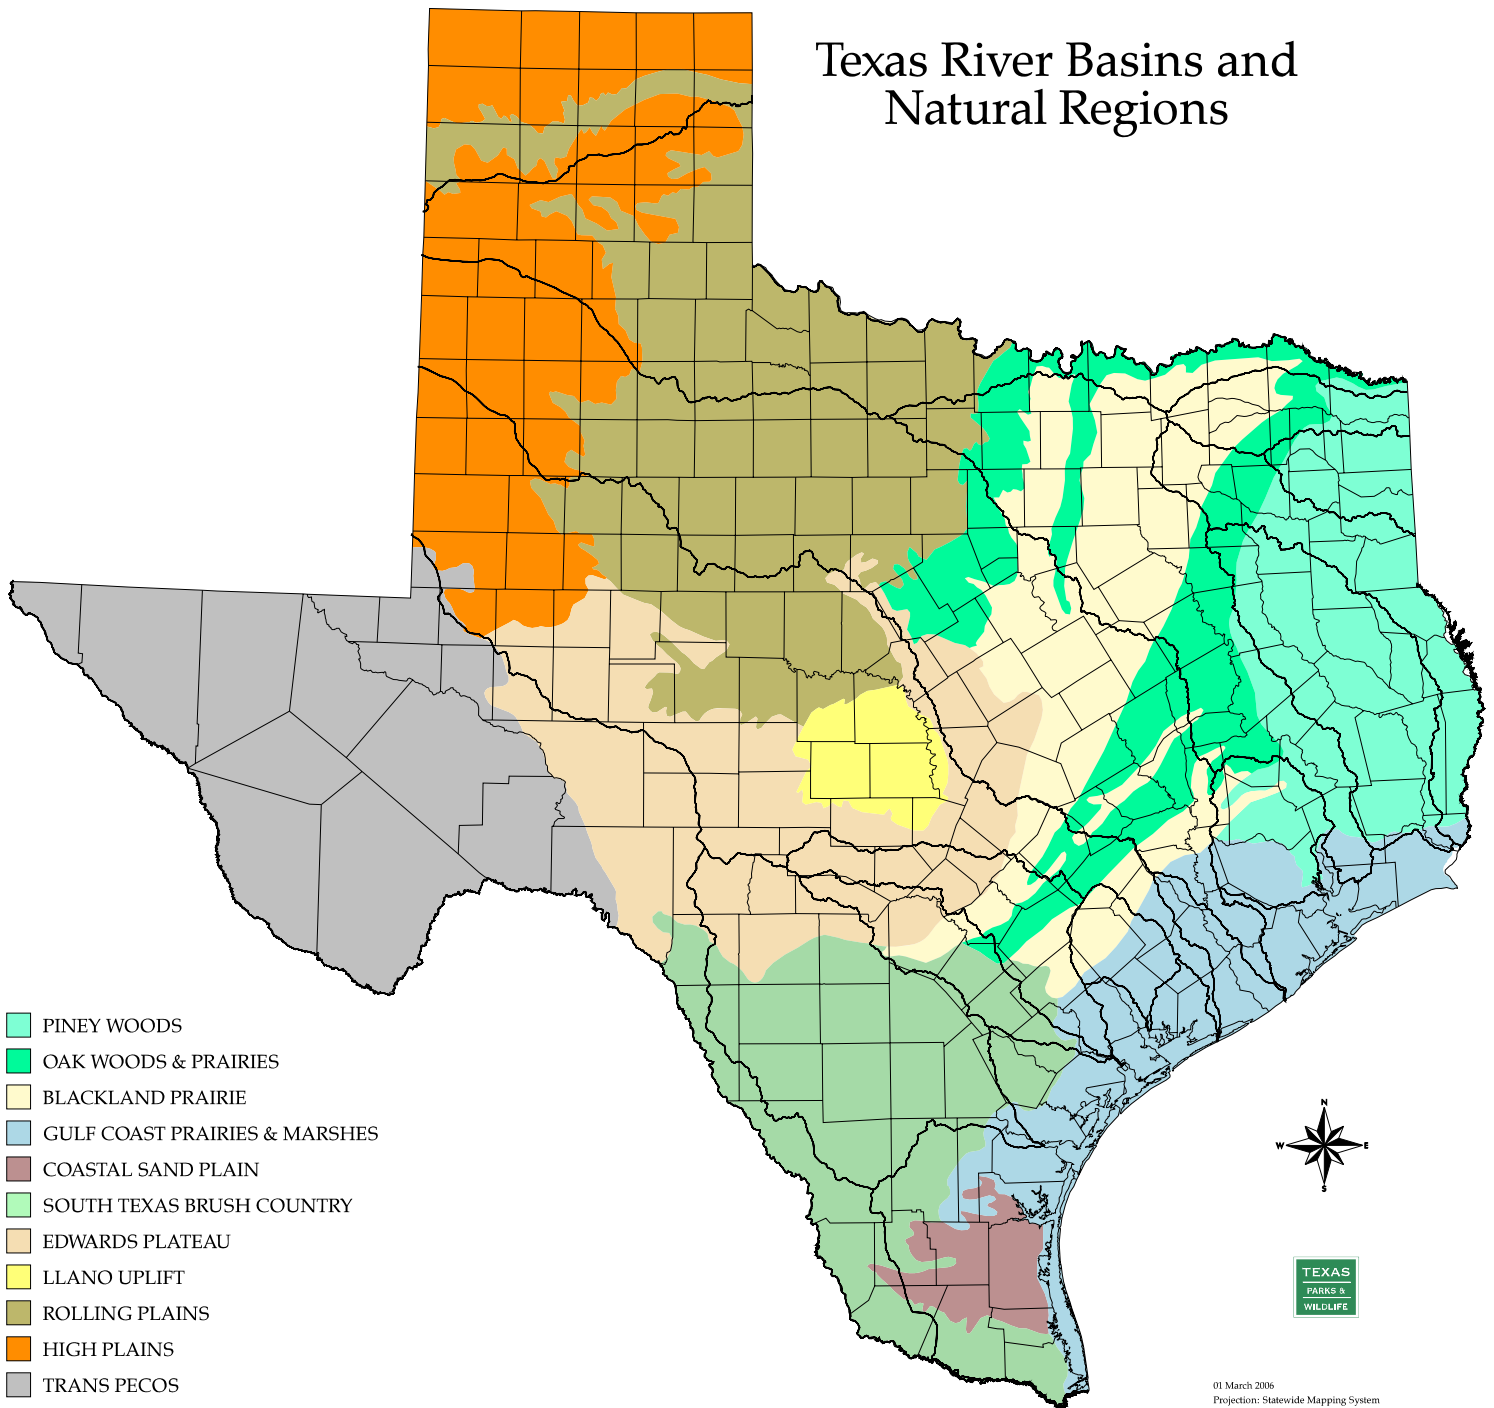 Texas River Basins and
Natural Regions
PINEY WOODS
OAK WOODS & PRAIRIES
BLACKLAND PRAIRIE
GULF COAST PRAIRIES & MARSHES
COASTAL SAND PLAIN
SOUTH TEXAS BRUSH COUNTRY
EDWARDS PLATEAU
LLANO UPLIFT
ROLLING PLAINS
HIGH PLAINS
TRANS PECOS
N
W E
S
TEXAS
PARKS &
WILDLIFE
01 March 2006
Projection: Statewide Mapping System